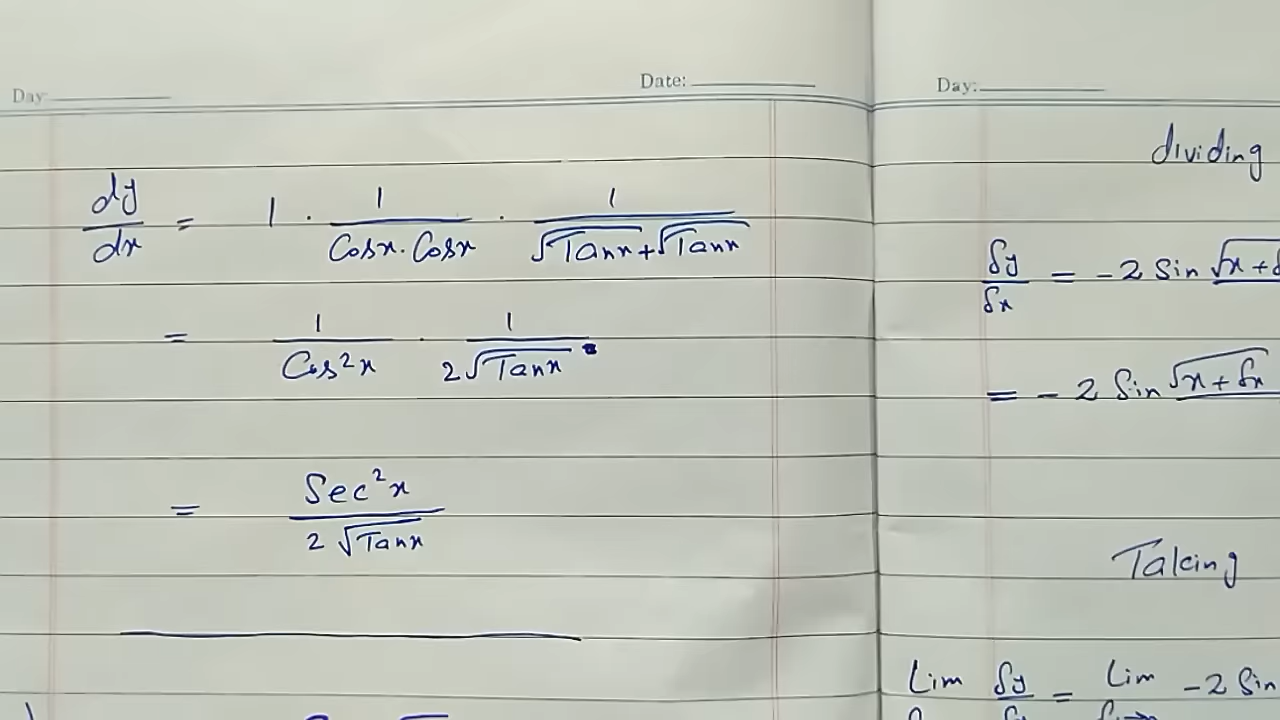 Day
Date:
dy/dx = 1 · 1/(Cosx.Cosx) · 1/(√Tanx+√Tanx)
= 1/Cos²x · 1/(2√Tanx)
= Sec²x/(2√Tanx)
Day:
dividing
δy/δx = -2 Sin √x+δ
= -2 Sin √x+δx
Taking
Lim δy = Lim -2 Sin